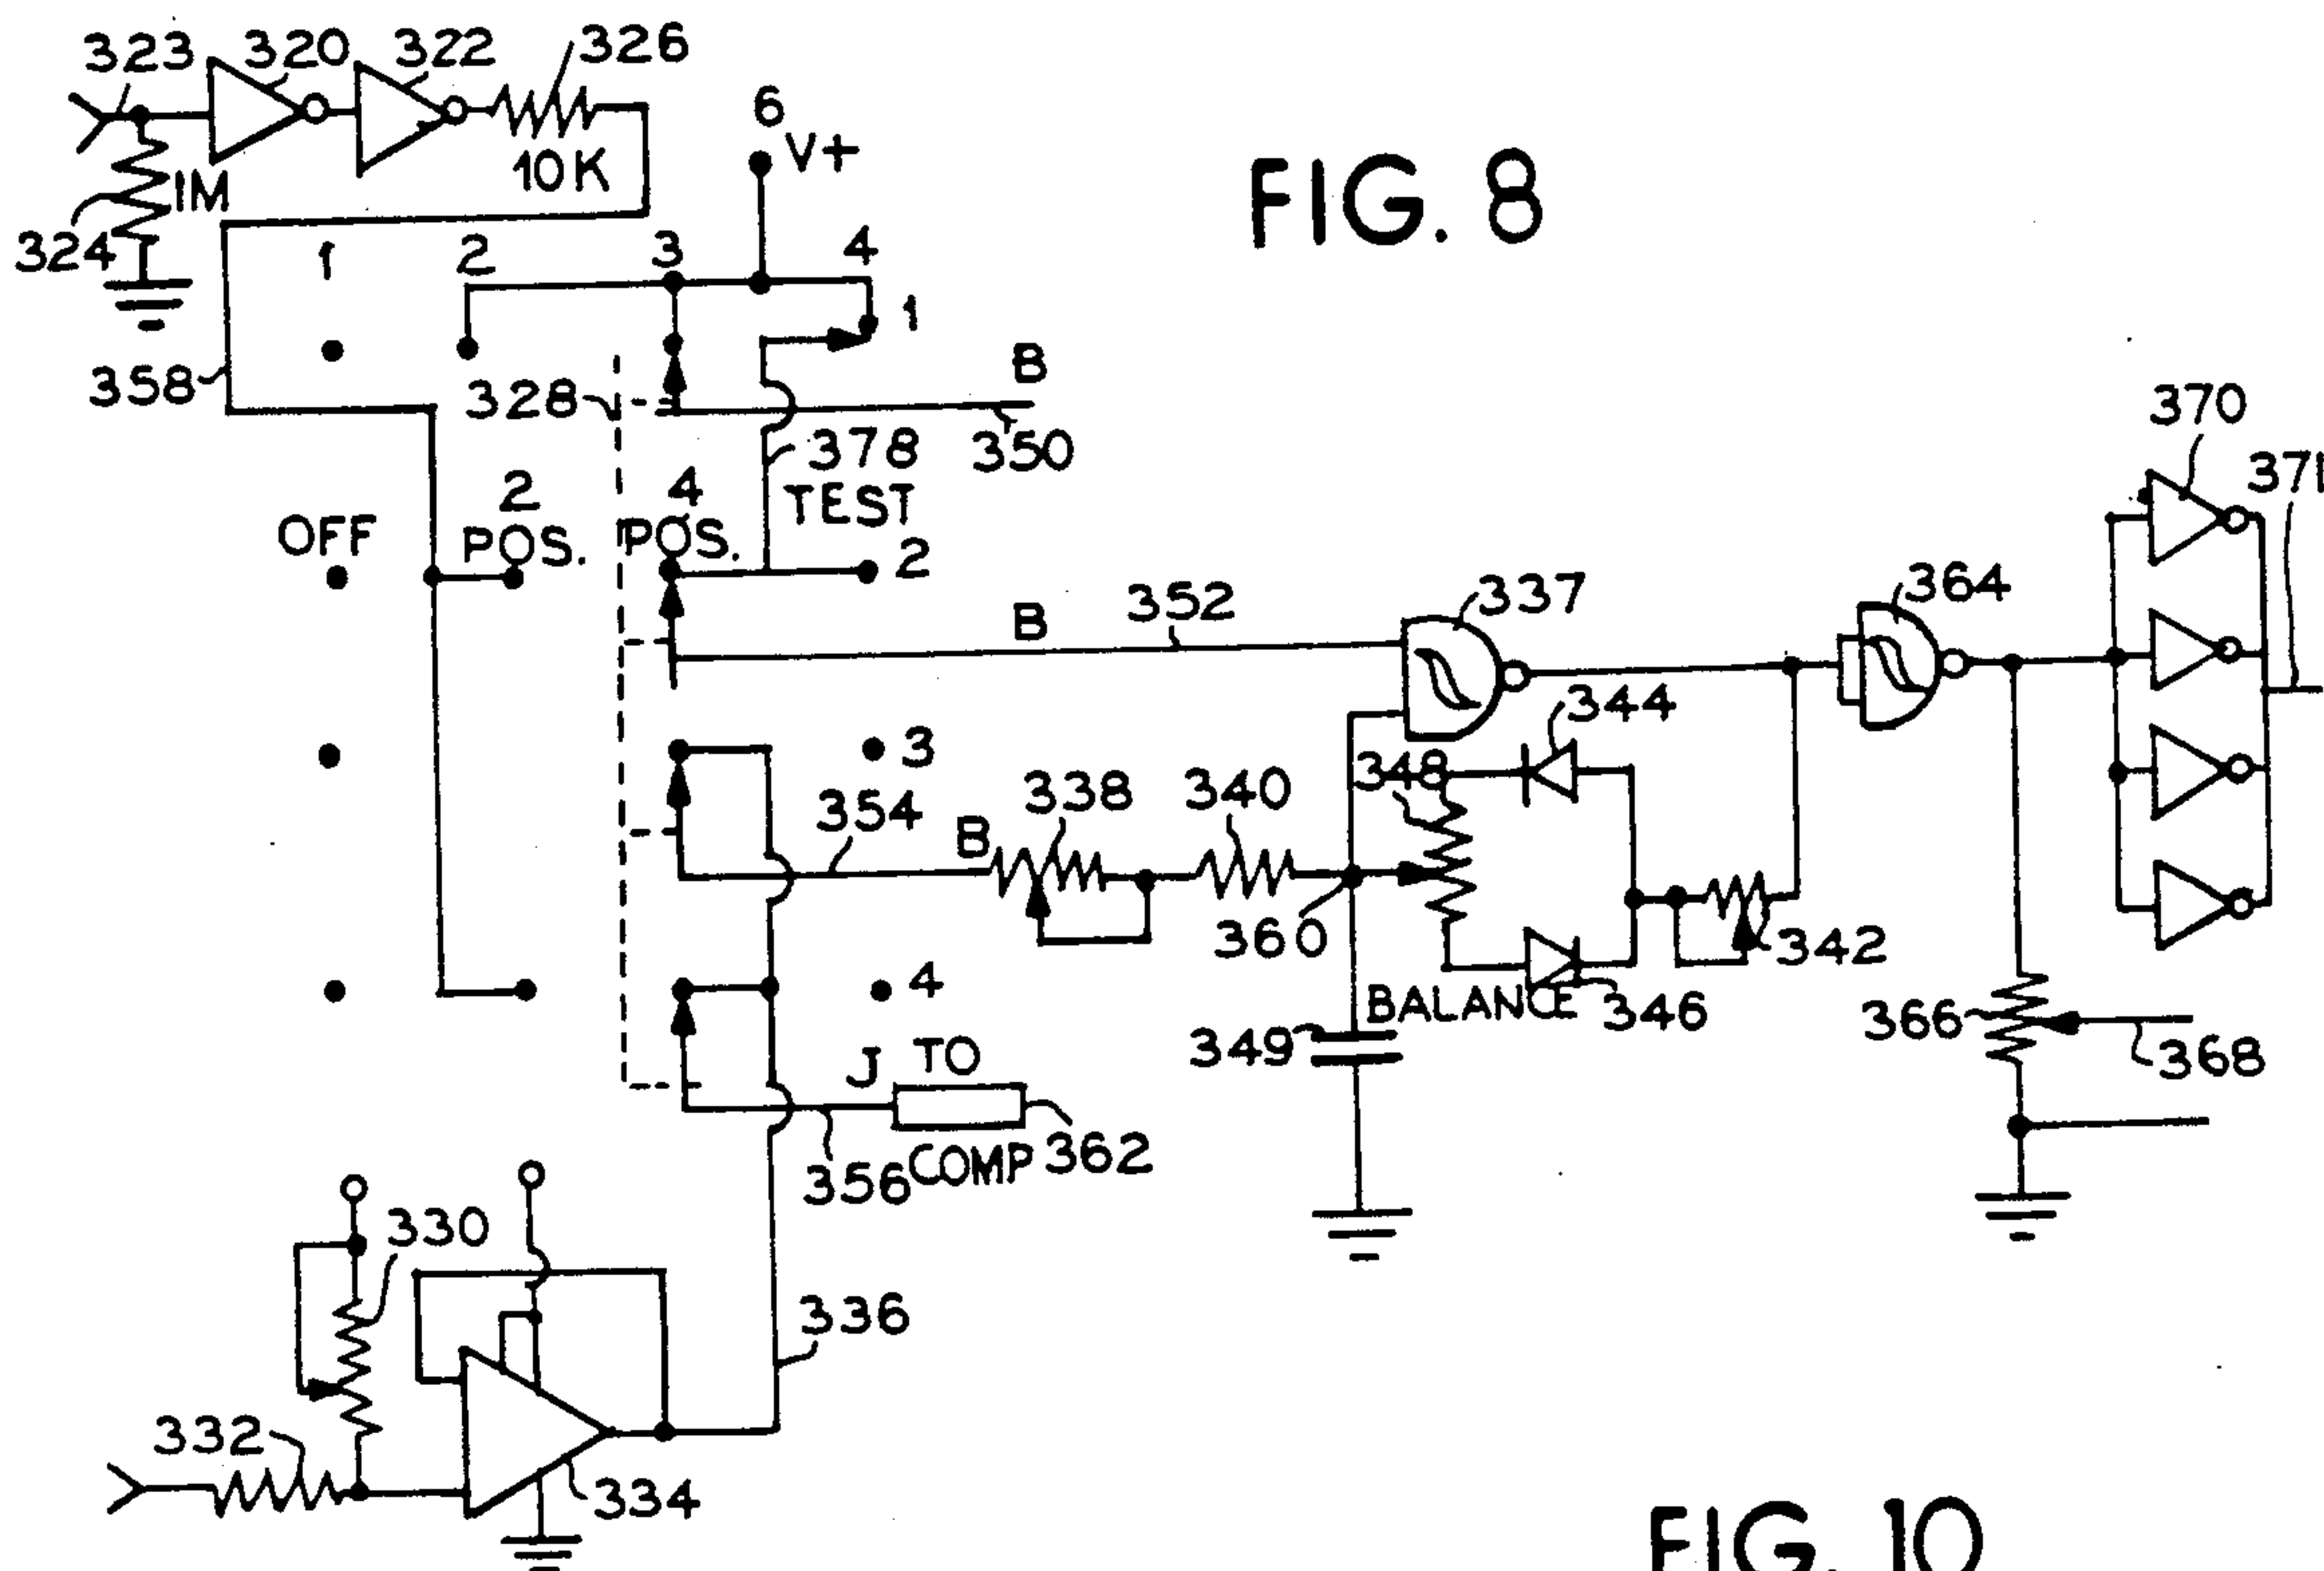 323 320 322 326
6
V+
FIG. 8
10K
1M
324
1 2 3 4
1
358
328
B
350
378
TEST
370
371
OFF
2
POS.
4
POS.
2
B
352
337
364
344
3
348
354
B
338
340
360
342
4
BALANCE
346
349
366
368
J
TO
COMP
356
362
330
336
332
334
FIG. 10